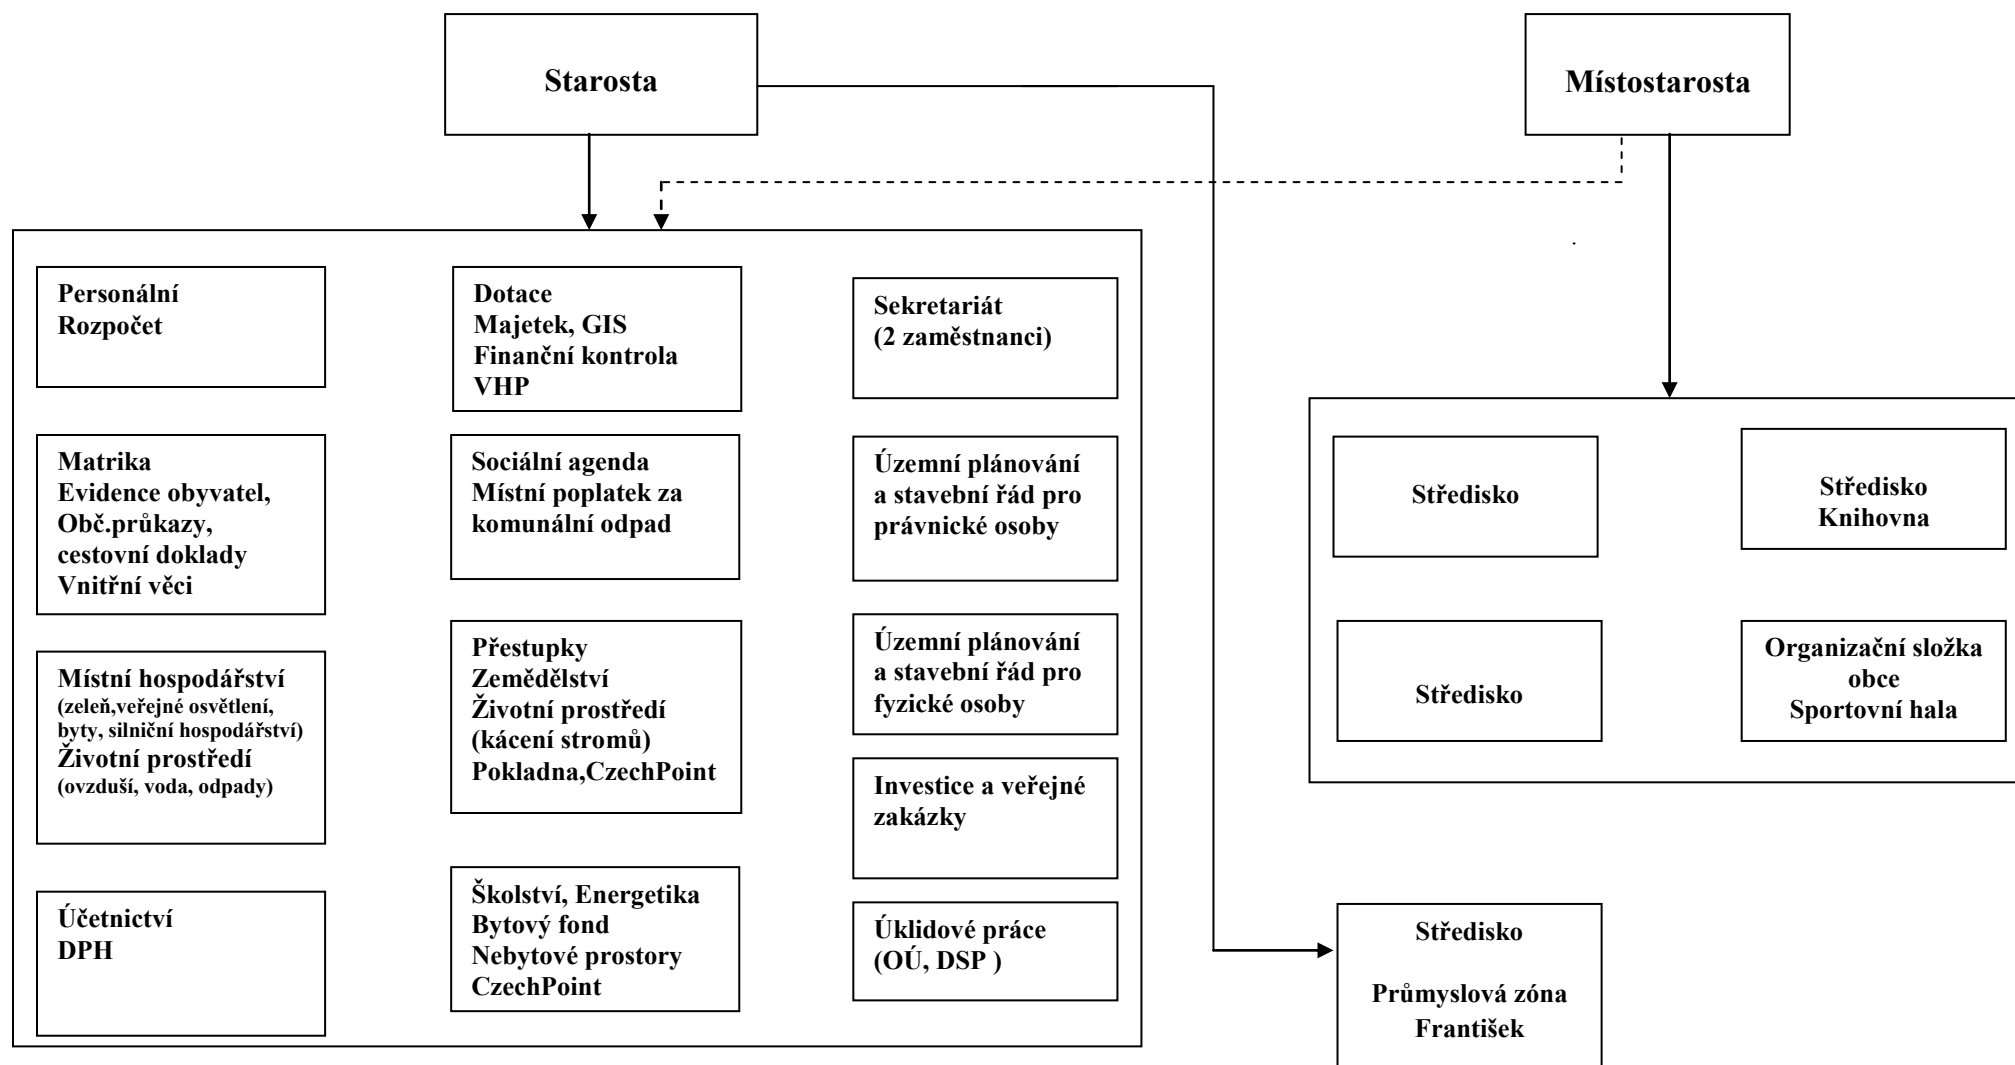 Starosta
Místostarosta
Personální
Rozpočet
Dotace
Majetek, GIS
Finanční kontrola
VHP
Sekretariát
(2 zaměstnanci)
Matrika
Evidence obyvatel,
Obč.průkazy,
cestovní doklady
Vnitřní věci
Sociální agenda
Místní poplatek za
komunální odpad
Územní plánování
a stavební řád pro
právnické osoby
Středisko
Středisko
Knihovna
Místní hospodářství
(zeleň,veřejné osvětlení,
byty, silniční hospodářství)
Životní prostředí
(ovzduší, voda, odpady)
Přestupky
Zemědělství
Životní prostředí
(kácení stromů)
Pokladna,CzechPoint
Územní plánování
a stavební řád pro
fyzické osoby
Středisko
Organizační složka
obce
Sportovní hala
Investice a veřejné
zakázky
Účetnictví
DPH
Školství, Energetika
Bytový fond
Nebytové prostory
CzechPoint
Úklidové práce
(OÚ, DSP )
Středisko
Průmyslová zóna
František